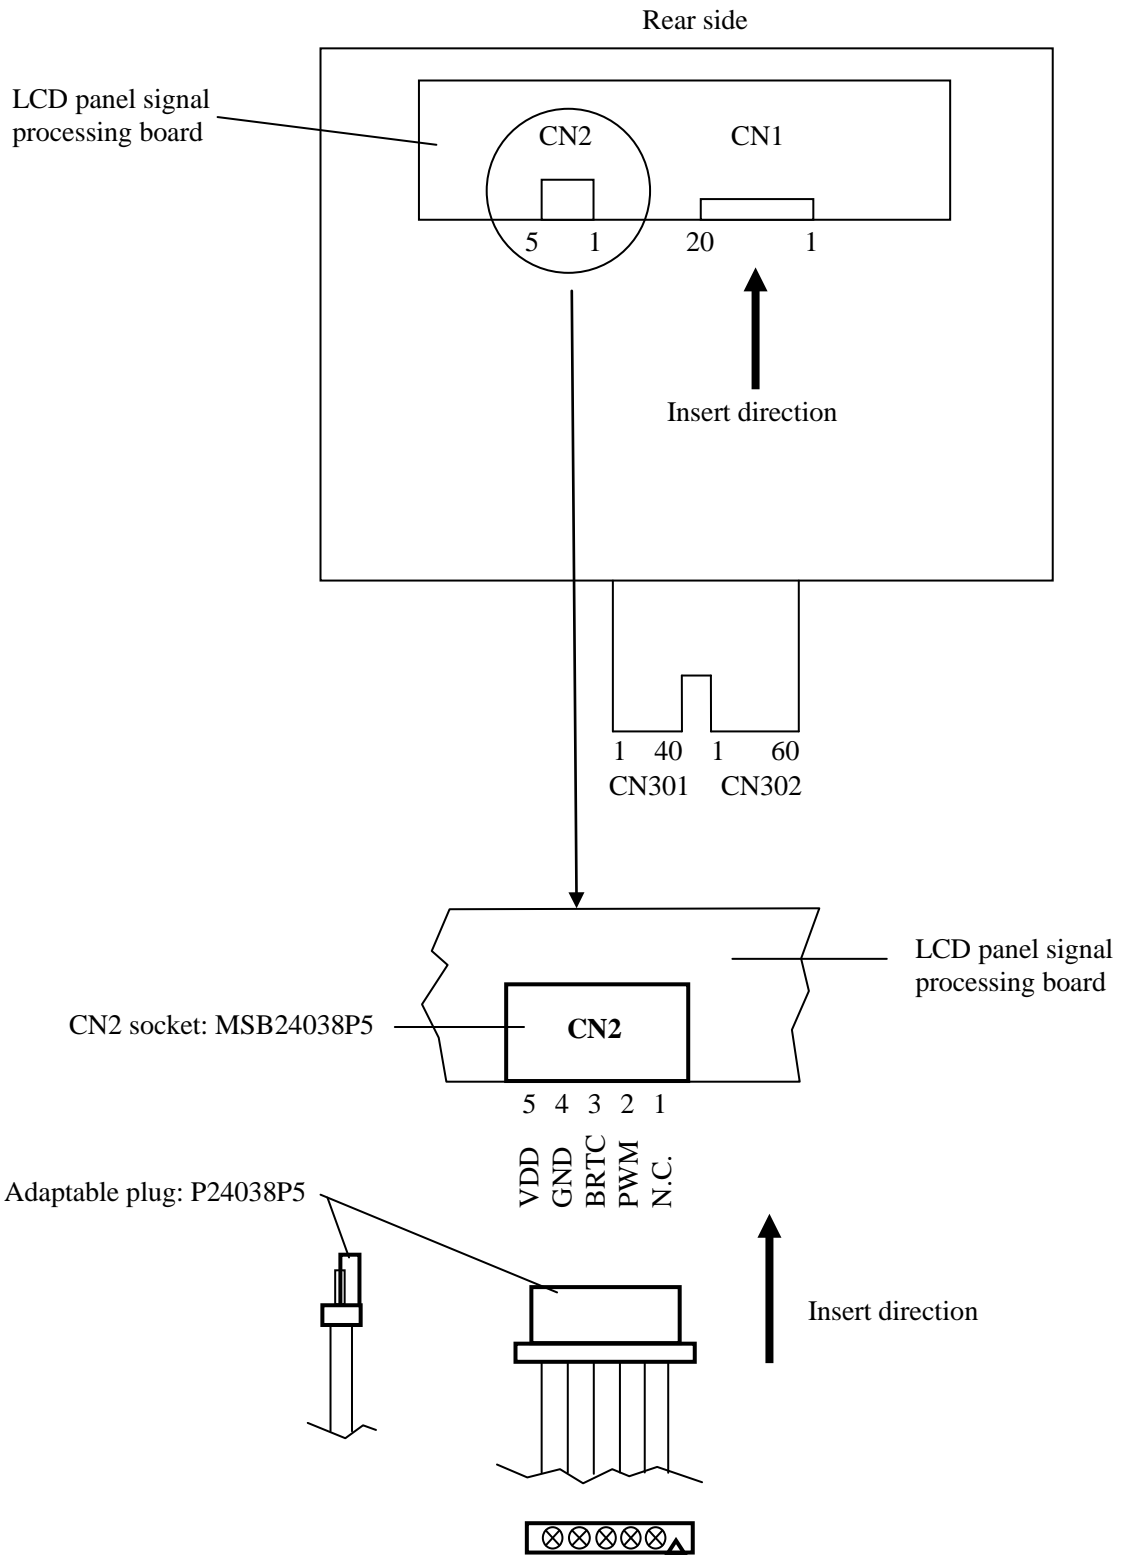 Rear side
LCD panel signal
processing board
CN2 CN1
5 1 20 1
Insert direction
1 40 1 60
CN301 CN302
LCD panel signal
processing board
CN2 socket: MSB24038P5
CN2
5 4 3 2 1
VDD
GND
BRTC
PWM
N.C.
Adaptable plug: P24038P5
Insert direction